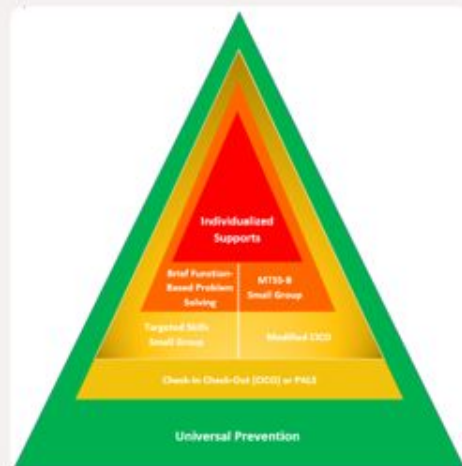 Individualized
Supports
Brief Function-
Based Problem
Solving
MTSS-B
Small Group
Targeted Skills
Small Group
Modified CICO
Check-In Check-Out (CICO) or PALS
Universal Prevention